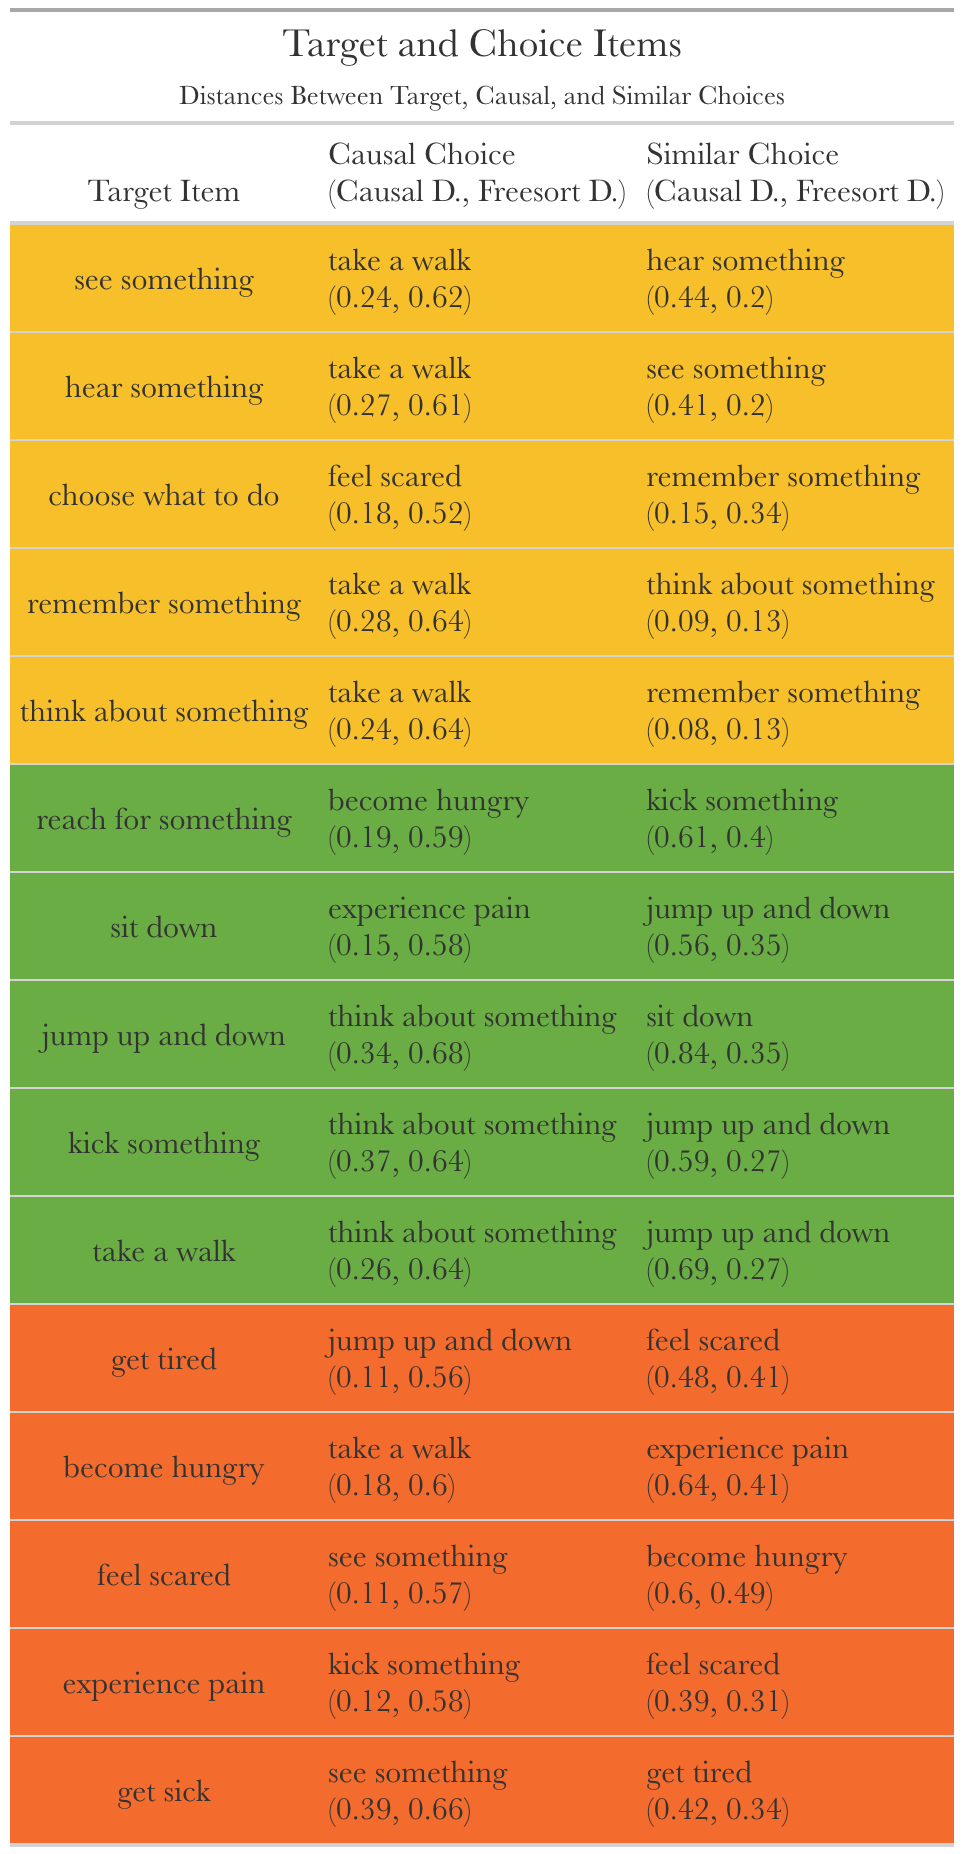 Target and Choice Items
Distances Between Target, Causal, and Similar Choices
Target Item
Causal Choice
(Causal D., Freesort D.)
Similar Choice
(Causal D., Freesort D.)
see something
take a walk
(0.24, 0.62)
hear something
(0.44, 0.2)
hear something
take a walk
(0.27, 0.61)
see something
(0.41, 0.2)
choose what to do
feel scared
(0.18, 0.52)
remember something
(0.15, 0.34)
remember something
take a walk
(0.28, 0.64)
think about something
(0.09, 0.13)
think about something
take a walk
(0.24, 0.64)
remember something
(0.08, 0.13)
reach for something
become hungry
(0.19, 0.59)
kick something
(0.61, 0.4)
sit down
experience pain
(0.15, 0.58)
jump up and down
(0.56, 0.35)
jump up and down
think about something
(0.34, 0.68)
sit down
(0.84, 0.35)
kick something
think about something
(0.37, 0.64)
jump up and down
(0.59, 0.27)
take a walk
think about something
(0.26, 0.64)
jump up and down
(0.69, 0.27)
get tired
jump up and down
(0.11, 0.56)
feel scared
(0.48, 0.41)
become hungry
take a walk
(0.18, 0.6)
experience pain
(0.64, 0.41)
feel scared
see something
(0.11, 0.57)
become hungry
(0.6, 0.49)
experience pain
kick something
(0.12, 0.58)
feel scared
(0.39, 0.31)
get sick
see something
(0.39, 0.66)
get tired
(0.42, 0.34)